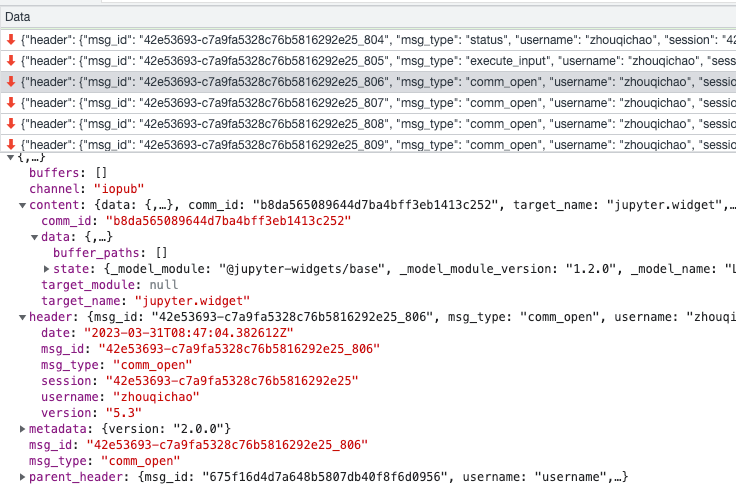 Data
{"header": {"msg_id": "42e53693-c7a9fa5328c76b5816292e25_804", "msg_type": "status", "username": "zhouqichao", "session": "42
{"header": {"msg_id": "42e53693-c7a9fa5328c76b5816292e25_805", "msg_type": "execute_input", "username": "zhouqichao", "sess
{"header": {"msg_id": "42e53693-c7a9fa5328c76b5816292e25_806", "msg_type": "comm_open", "username": "zhouqichao", "sessio
{"header": {"msg_id": "42e53693-c7a9fa5328c76b5816292e25_807", "msg_type": "comm_open", "username": "zhouqichao", "sessio
{"header": {"msg_id": "42e53693-c7a9fa5328c76b5816292e25_808", "msg_type": "comm_open", "username": "zhouqichao", "sessio
{"header": {"msg_id": "42e53693-c7a9fa5328c76b5816292e25_809", "msg_type": "comm_open", "username": "zhouqichao", "sessio
{,…}
buffers: []
channel: "iopub"
content: {data: {,…}, comm_id: "b8da565089644d7ba4bff3eb1413c252", target_name: "jupyter.widget",…
comm_id: "b8da565089644d7ba4bff3eb1413c252"
data: {,…}
buffer_paths: []
state: {_model_module: "@jupyter-widgets/base", _model_module_version: "1.2.0", _model_name: "L
target_module: null
target_name: "jupyter.widget"
header: {msg_id: "42e53693-c7a9fa5328c76b5816292e25_806", msg_type: "comm_open", username: "zhouqi
date: "2023-03-31T08:47:04.382612Z"
msg_id: "42e53693-c7a9fa5328c76b5816292e25_806"
msg_type: "comm_open"
session: "42e53693-c7a9fa5328c76b5816292e25"
username: "zhouqichao"
version: "5.3"
metadata: {version: "2.0.0"}
msg_id: "42e53693-c7a9fa5328c76b5816292e25_806"
msg_type: "comm_open"
parent_header: {msg_id: "675f16d4d7a648b5807db40f8f6d0956", username: "username",…}